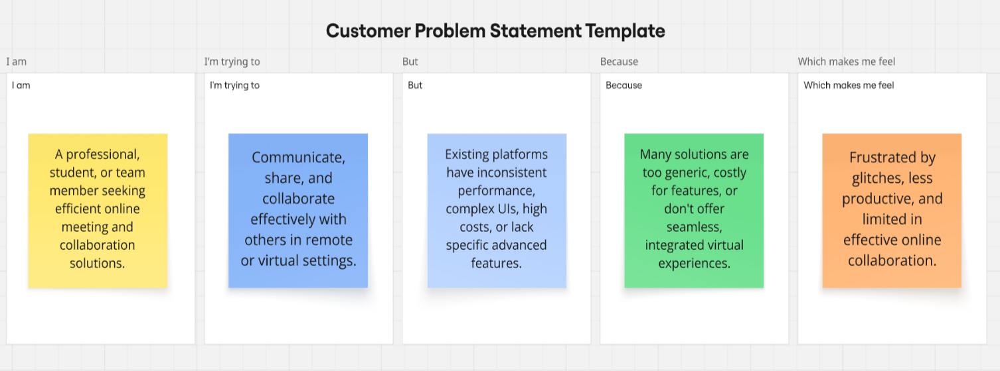 Customer Problem Statement Template
I am
I'm trying to
But
Because
Which makes me feel
I am
A professional,
student, or team
member seeking
efficient online
meeting and
collaboration
solutions.
I'm trying to
Communicate,
share, and
collaborate
effectively with
others in remote
or virtual settings.
But
Existing platforms
have inconsistent
performance,
complex UIs, high
costs, or lack
specific advanced
features.
Because
Many solutions are
too generic, costly
for features, or
don't offer
seamless,
integrated virtual
experiences.
Which makes me feel
Frustrated by
glitches, less
productive, and
limited in
effective online
collaboration.